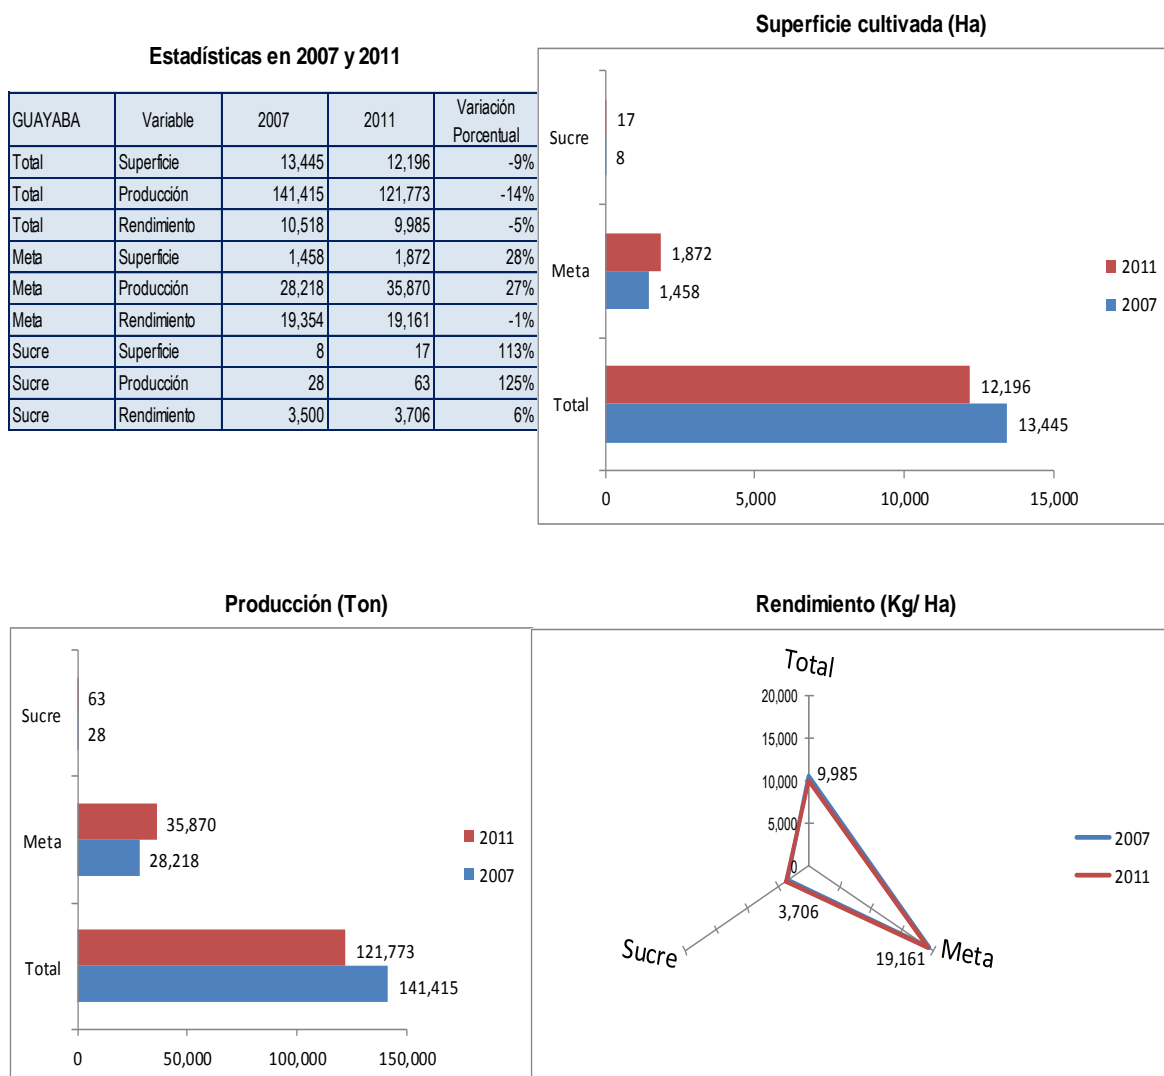 Estadísticas en 2007 y 2011
GUAYABA Variable 2007 2011 Variación Porcentual
Total Superficie 13,445 12,196 -9%
Total Producción 141,415 121,773 -14%
Total Rendimiento 10,518 9,985 -5%
Meta Superficie 1,458 1,872 28%
Meta Producción 28,218 35,870 27%
Meta Rendimiento 19,354 19,161 -1%
Sucre Superficie 8 17 113%
Sucre Producción 28 63 125%
Sucre Rendimiento 3,500 3,706 6%
Superficie cultivada (Ha)
17
Sucre
8
1,872
Meta
1,458
12,196
Total
13,445
0 5,000 10,000 15,000
2011
2007
Producción (Ton)
63
Sucre
28
35,870
Meta
28,218
121,773
Total
141,415
0 50,000 100,000 150,000
2011
2007
Rendimiento (Kg/ Ha)
Total
20,000
15,000
10,000
9,985
5,000
0
3,706
Sucre
19,161
Meta
2007
2011